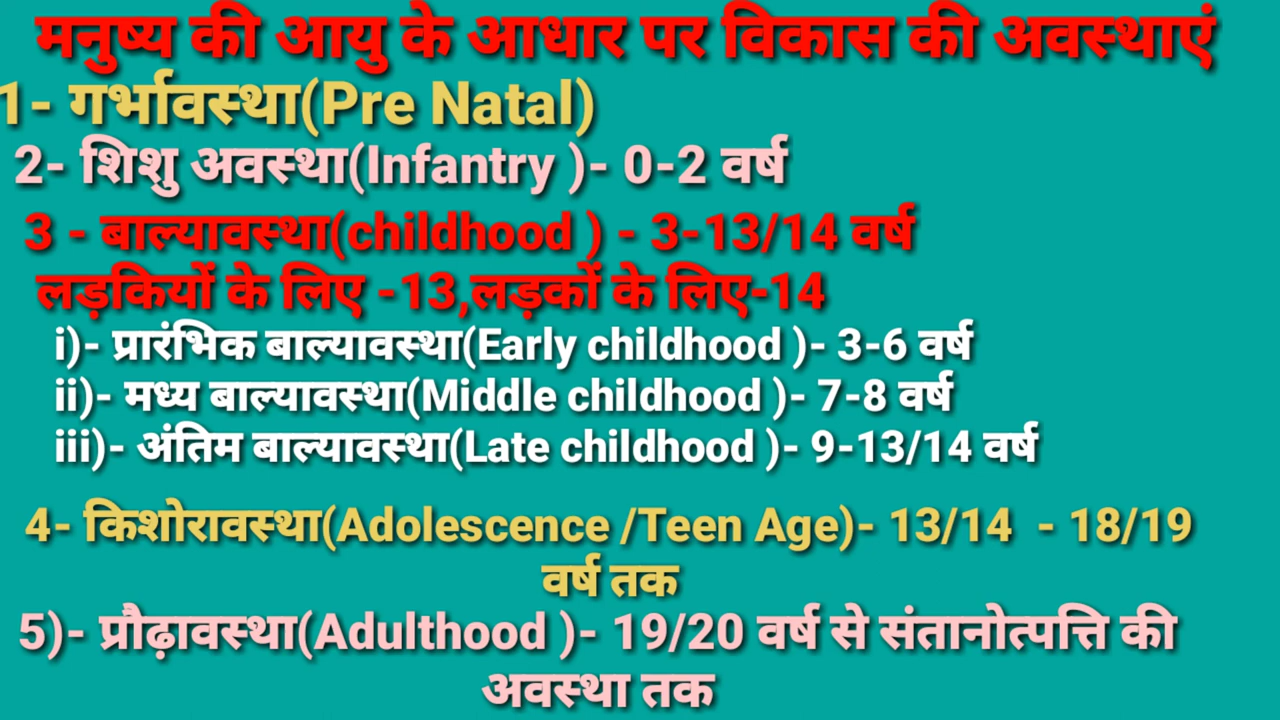 मनुष्य की आयु के आधार पर विकास की अवस्थाएं
1- गर्भावस्था(Pre Natal)
2- शिशु अवस्था(Infantry )- 0-2 वर्ष
3 - बाल्यावस्था(childhood ) - 3-13/14 वर्ष
लड़कियों के लिए -13,लड़कों के लिए-14
i)- प्रारंभिक बाल्यावस्था(Early childhood )- 3-6 वर्ष
ii)- मध्य बाल्यावस्था(Middle childhood )- 7-8 वर्ष
iii)- अंतिम बाल्यावस्था(Late childhood )- 9-13/14 वर्ष
4- किशोरावस्था(Adolescence /Teen Age)- 13/14 - 18/19
वर्ष तक
5)- प्रौढ़ावस्था(Adulthood )- 19/20 वर्ष से संतानोत्पत्ति की
अवस्था तक